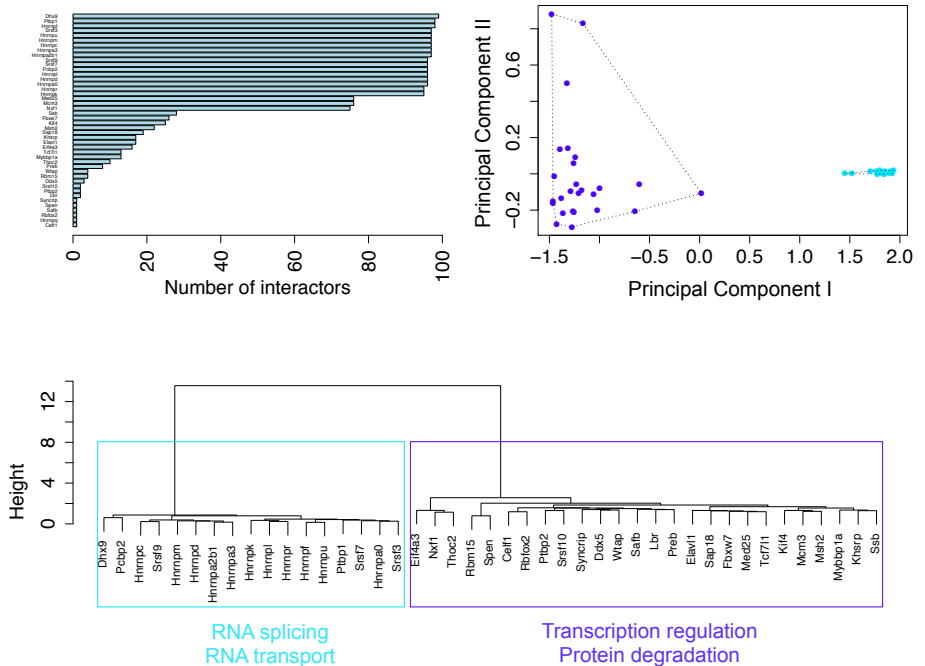 Dhx9
Ptbp1
Hnrnpf
Srsf3
Hnrnpu
Hnrnpm
Hnrnpc
Hnrnpa3
Hnrnpa2b1
Srsf9
Srsf7
Pcbp2
Hnrnpl
Hnrnpd
Hnrnpa0
Hnrnpr
Hnrnpk
Med25
Mcm3
Nxf1
Ssb
Fbxw7
Kif4
Msh2
Sap18
Khsrp
Elavl1
Eif4a3
Tcf7l1
Mybbp1a
Thoc2
Preb
Wtap
Rbm15
Ddx5
Srsf10
Ptbp2
Lbr
Syncrip
Spen
Safb
Rbfox2
Hnrnpq
Celf1
0 20 40 60 80 100
Number of interactors
Principal Component II
0.6
0.2
−0.2
−1.5 −0.5 0.0 0.5 1.0 1.5 2.0
Principal Component I
Height
12
8
4
0
Dhx9 Pcbp2 Hnrnpc Srsf9 Hnrnpm Hnrnpd Hnrnpa2b1 Hnrnpa3 Hnrnpk Hnrnpl Hnrnpr Hnrnpf Hnrnpu Ptbp1 Srsf7 Hnrnpa0 Srsf3 Eif4a3 Nxf1 Thoc2 Rbm15 Spen Celf1 Rbfox2 Ptbp2 Srsf10 Syncrip Ddx5 Wtap Safb Lbr Preb Elavl1 Sap18 Fbxw7 Med25 Tcf7l1 Kif4 Mcm3 Msh2 Mybbp1a Khsrp Ssb
RNA splicing
RNA transport
Transcription regulation
Protein degradation